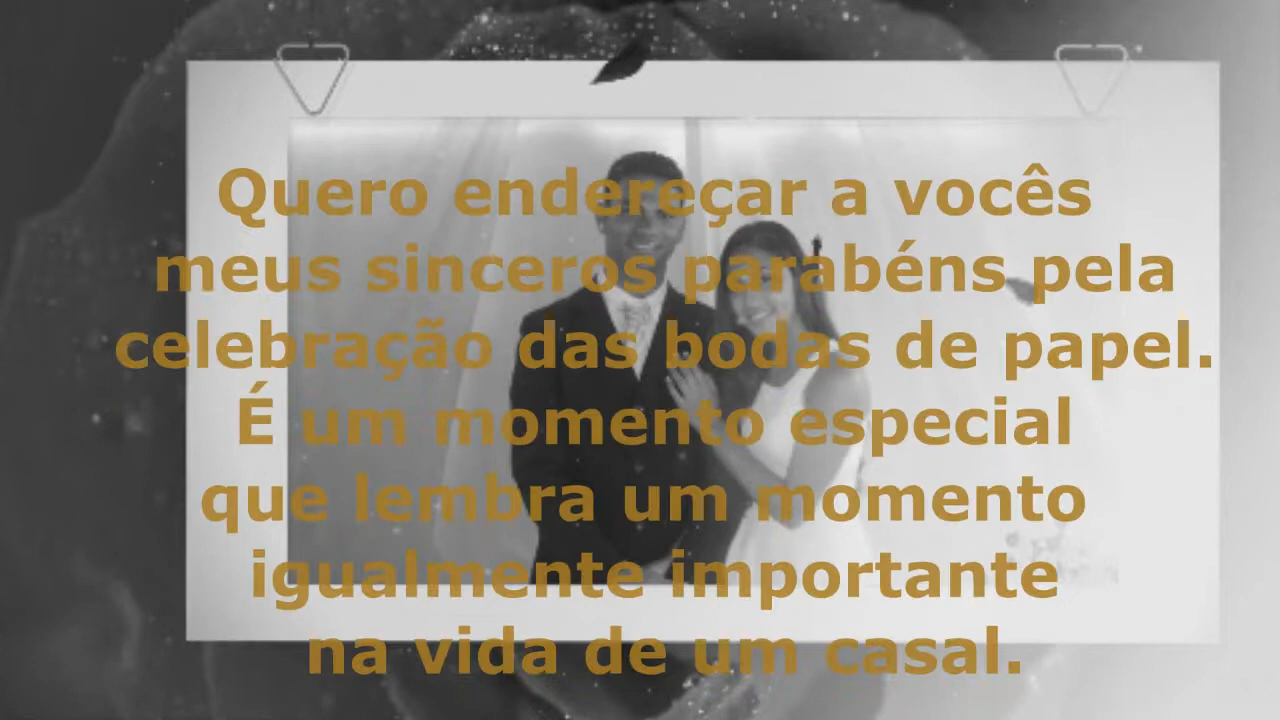 Quero endereçar a vocês
meus sinceros parabéns pela
celebração das bodas de papel.
É um momento especial
que lembra um momento
igualmente importante
na vida de um casal.